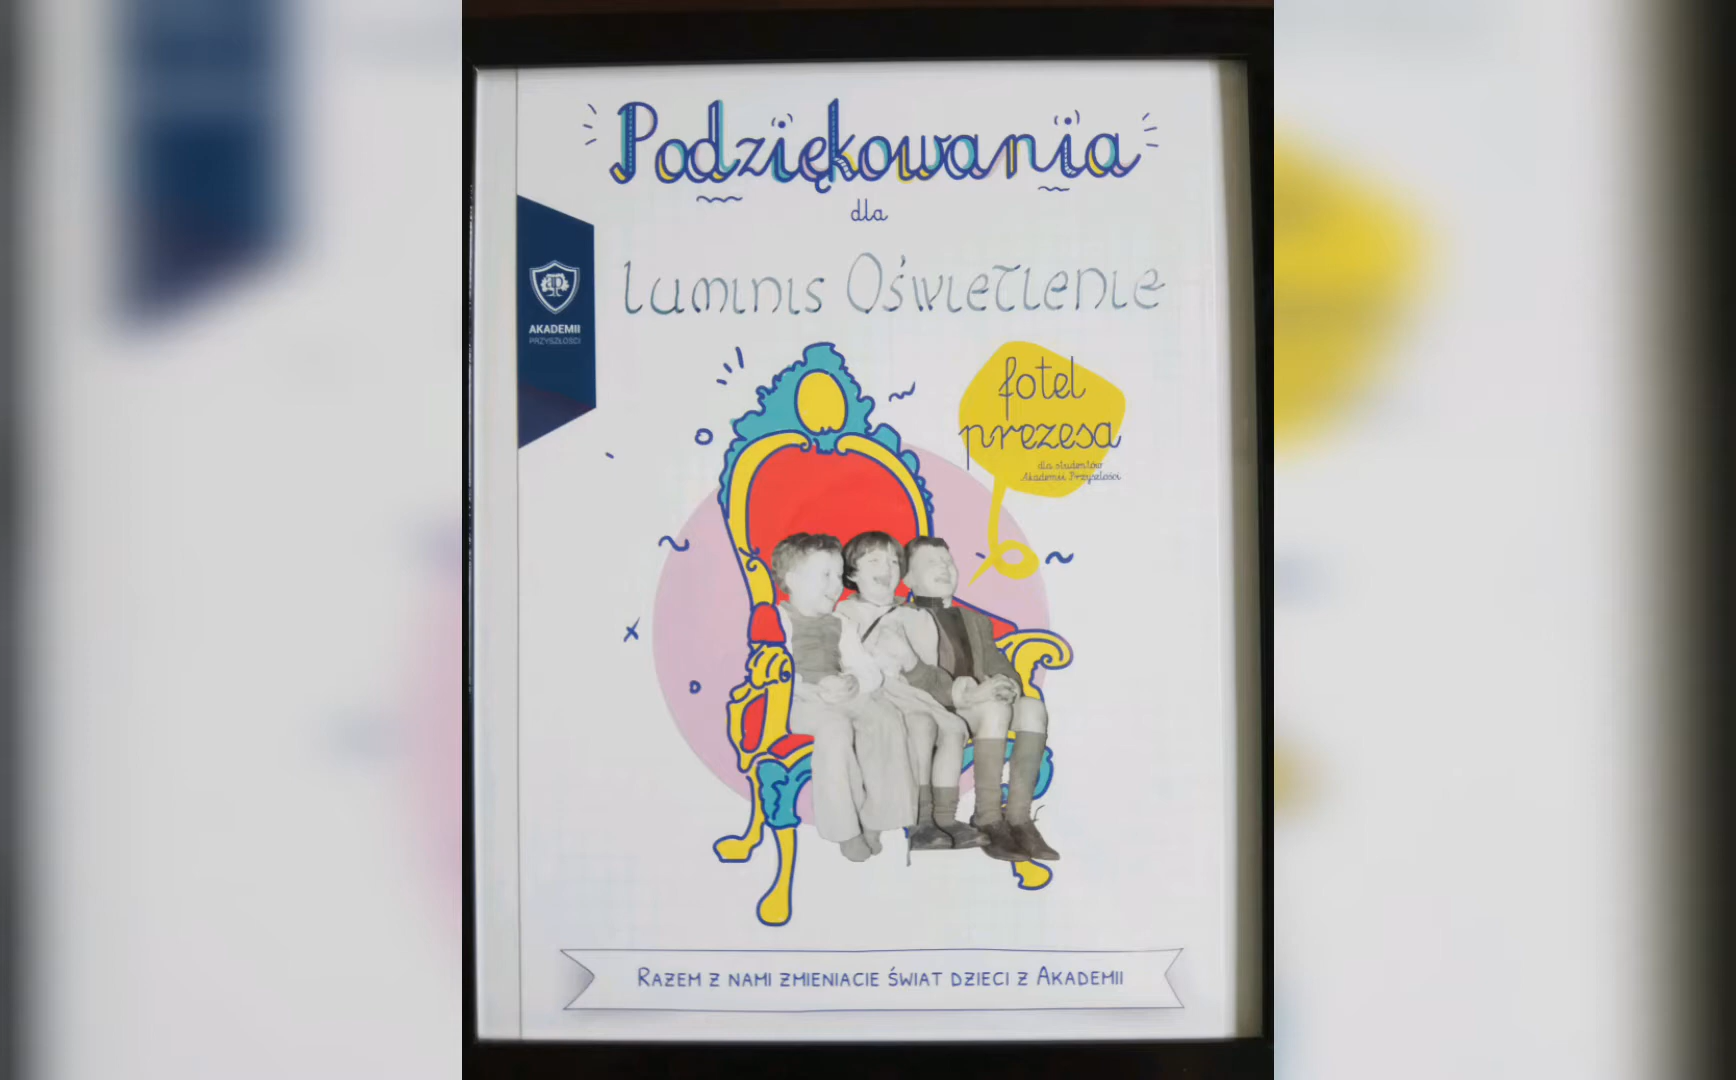 Podziękowania
dla
Luminis Oświetlenie
AKADEMII
PRZYSZŁOŚCI
fotel
prezesa
dla studentów
Akademii Przyszłości
RAZEM Z NAMI ZMIENIACIE ŚWIAT DZIECI Z AKADEMII